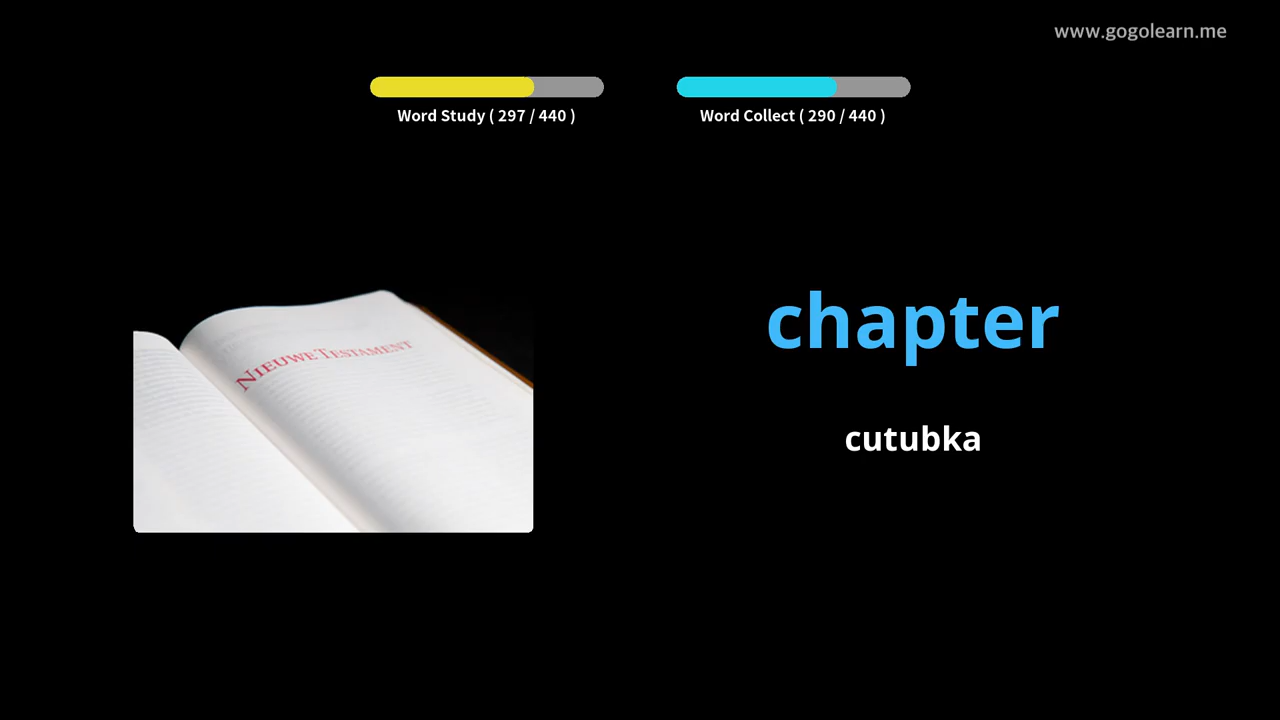 www.gogolearn.me
Word Study ( 297 / 440 )
Word Collect ( 290 / 440 )
NIEUWE TESTAMENT
chapter
cutubka